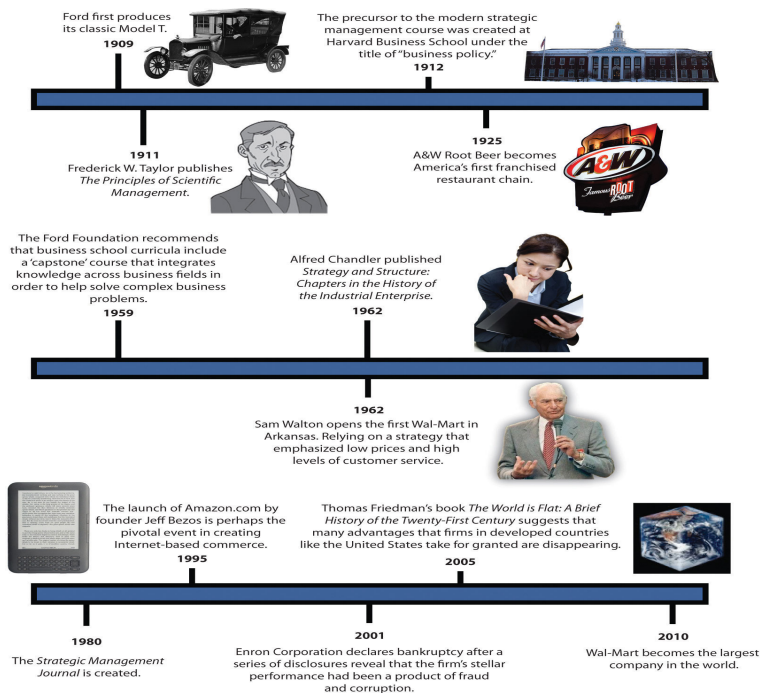 Ford first produces
its classic Model T.
1909
The precursor to the modern strategic
management course was created at
Harvard Business School under the
title of “business policy.”
1912
1911
Frederick W. Taylor publishes
The Principles of Scientific
Management.
1925
A&W Root Beer becomes
America’s first franchised
restaurant chain.
A&W
Famous ROOT
Beer
The Ford Foundation recommends
that business school curricula include
a ‘capstone’ course that integrates
knowledge across business fields in
order to help solve complex business
problems.
1959
Alfred Chandler published
Strategy and Structure:
Chapters in the History of
the Industrial Enterprise.
1962
1962
Sam Walton opens the first Wal-Mart in
Arkansas. Relying on a strategy that
emphasized low prices and high
levels of customer service.
The launch of Amazon.com by
founder Jeff Bezos is perhaps the
pivotal event in creating
Internet-based commerce.
1995
Thomas Friedman’s book The World is Flat: A Brief
History of the Twenty-First Century suggests that
many advantages that firms in developed countries
like the United States take for granted are disappearing.
2005
1980
The Strategic Management
Journal is created.
2001
Enron Corporation declares bankruptcy after a
series of disclosures reveal that the firm’s stellar
performance had been a product of fraud
and corruption.
2010
Wal-Mart becomes the largest
company in the world.